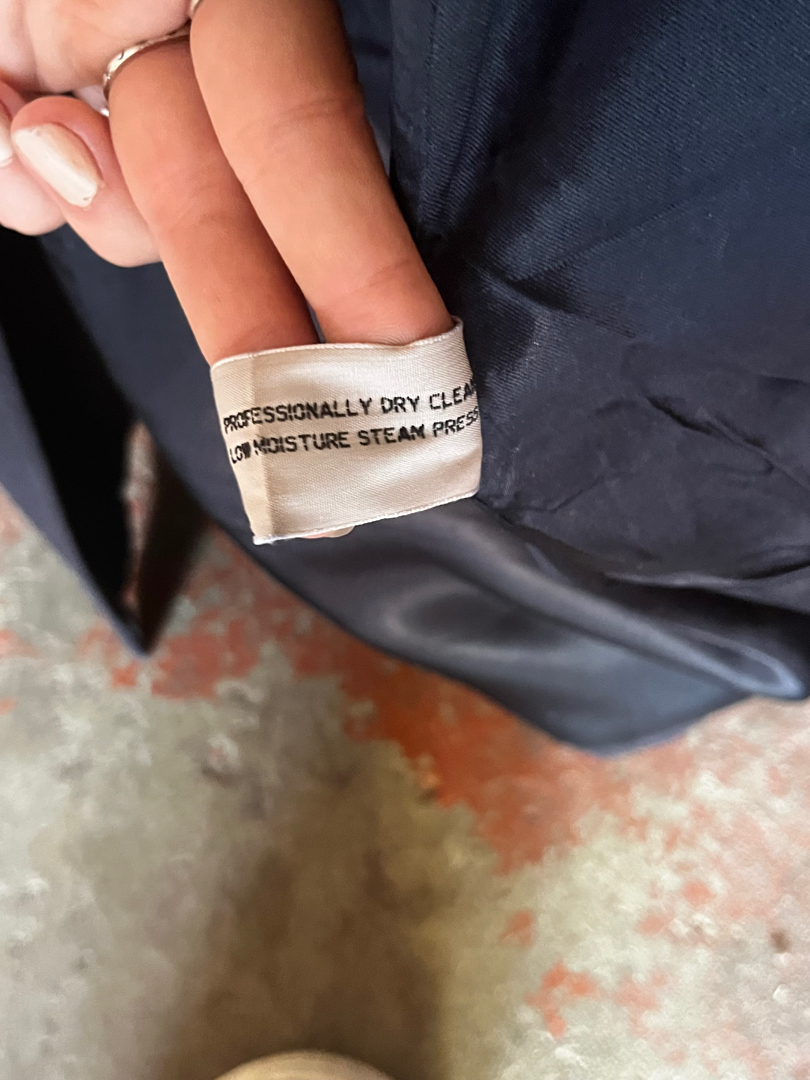 PROFESSIONALLY DRY CLEA
LOW MOISTURE STEAM PRESS